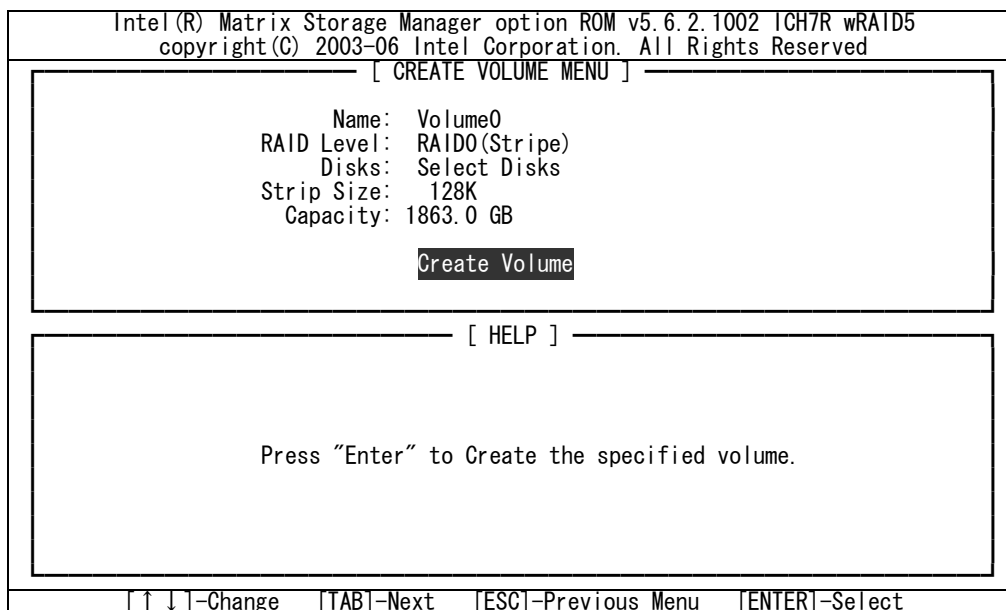 Intel(R) Matrix Storage Manager option ROM v5.6.2.1002 ICH7R wRAID5
copyright(C) 2003-06 Intel Corporation. All Rights Reserved
[ CREATE VOLUME MENU ]
Name: Volume0
RAID Level: RAID0(Stripe)
Disks: Select Disks
Strip Size: 128K
Capacity: 1863.0 GB
Create Volume
[ HELP ]
Press "Enter" to Create the specified volume.
[↑↓]-Change [TAB]-Next [ESC]-Previous Menu [ENTER]-Select